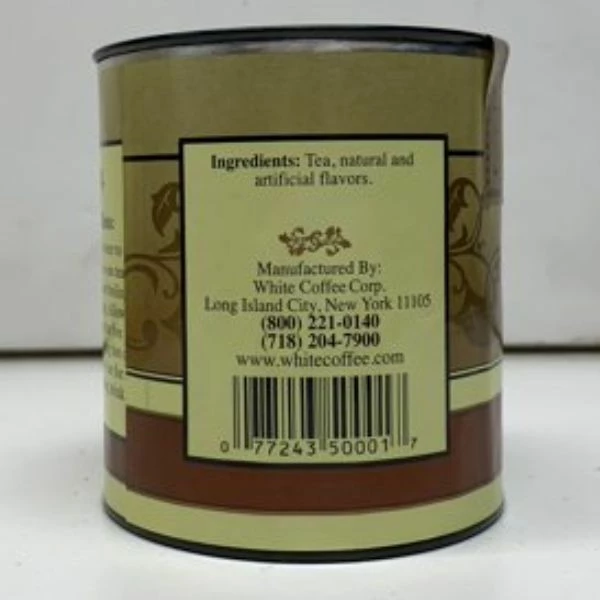 Ingredients: Tea, natural and
artificial flavors.
Manufactured By:
White Coffee Corp.
Long Island City, New York 11105
(800) 221-0140
(718) 204-7900
www.whitecoffee.com
0 77243 50001 7